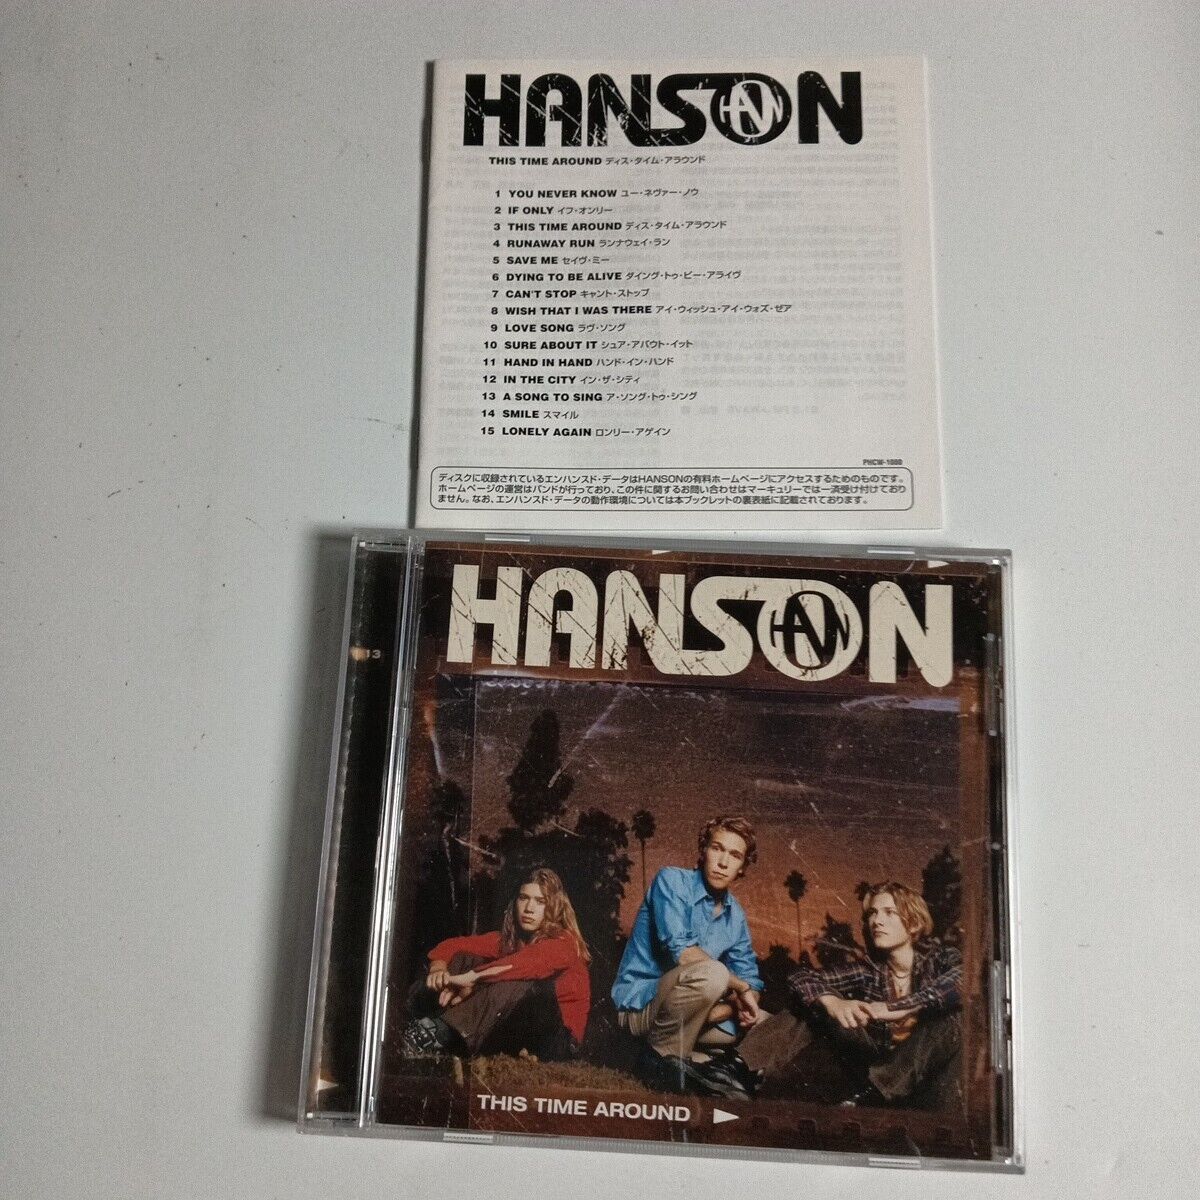 HANSON
THIS TIME AROUND ディス・タイム・アラウンド
1 YOU NEVER KNOW ユー・ネヴァー・ノウ
2 IF ONLY イフ・オンリー
3 THIS TIME AROUND ディス・タイム・アラウンド
4 RUNAWAY RUN ランナウェイ・ラン
5 SAVE ME セイヴ・ミー
6 DYING TO BE ALIVE ダイング・トゥ・ビー・アライヴ
7 CAN'T STOP キャント・ストップ
8 WISH THAT I WAS THERE アイ・ウィッシュ・アイ・ウォズ・ゼア
9 LOVE SONG ラヴ・ソング
10 SURE ABOUT IT シュア・アバウト・イット
11 HAND IN HAND ハンド・イン・ハンド
12 IN THE CITY イン・ザ・シティ
13 A SONG TO SING ア・ソング・トゥ・シング
14 SMILE スマイル
15 LONELY AGAIN ロンリー・アゲイン
PHCW-1080
ディスクに収録されているエンハンスド・データはHANSONの有料ホームページにアクセスするためのものです。
ホームページの運営はバンドが行っており、この件に関するお問い合わせはマーキュリーでは一済受け付けており
ません。なお、エンハンスド・データの動作環境については本ブックレットの裏表紙に記載されております。
HANSON
13
THIS TIME AROUND